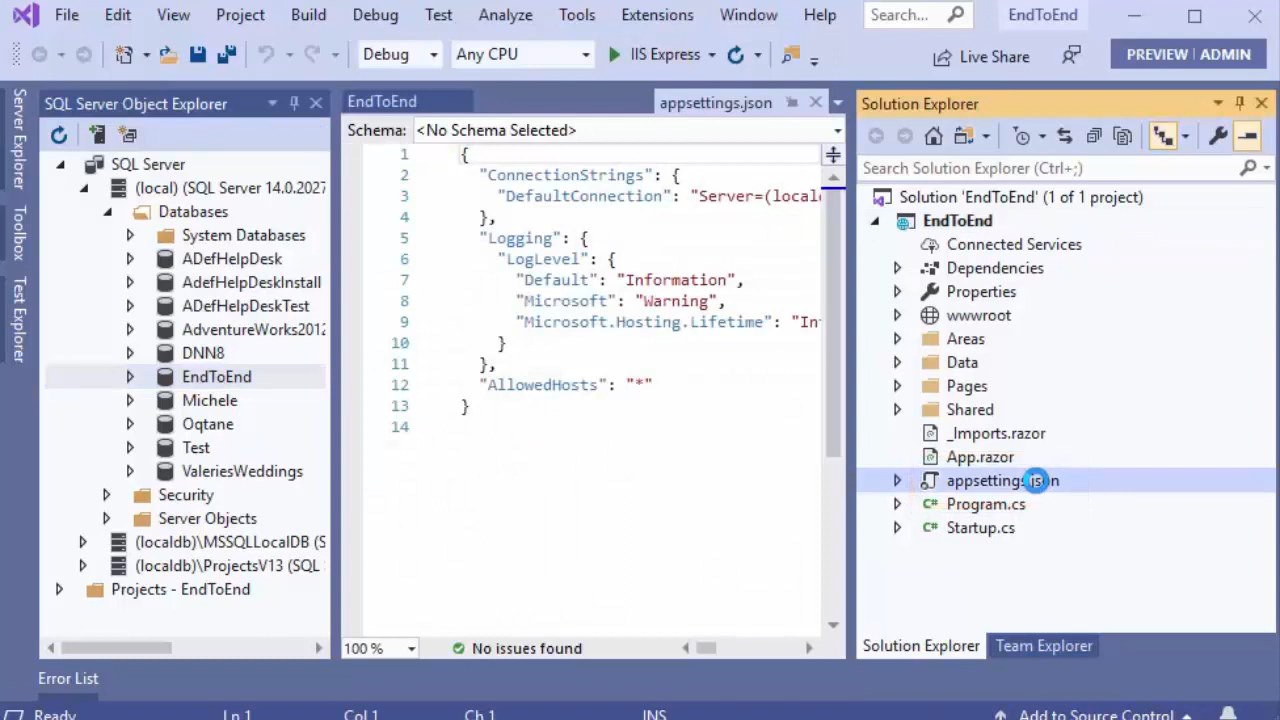 File Edit View Project Build Debug Test Analyze Tools Extensions Window Help Search... EndToEnd
Debug Any CPU IIS Express Live Share PREVIEW | ADMIN
Server Explorer
Toolbox
Test Explorer
SQL Server Object Explorer
SQL Server
(local) (SQL Server 14.0.2027
Databases
System Databases
ADefHelpDesk
AdefHelpDeskInstall
ADefHelpDeskTest
AdventureWorks2012
DNN8
EndToEnd
Michele
Oqtane
Test
ValeriesWeddings
Security
Server Objects
(localdb)\MSSQLLocalDB (S
(localdb)\ProjectsV13 (SQL
Projects - EndToEnd
EndToEnd appsettings.json
Schema: <No Schema Selected>
1 {
2 "ConnectionStrings": {
3 "DefaultConnection": "Server=(local
4 },
5 "Logging": {
6 "LogLevel": {
7 "Default": "Information",
8 "Microsoft": "Warning",
9 "Microsoft.Hosting.Lifetime": "In
10 }
11 },
12 "AllowedHosts": "*"
13 }
14
100 % No issues found
Solution Explorer
Search Solution Explorer (Ctrl+;)
Solution 'EndToEnd' (1 of 1 project)
EndToEnd
Connected Services
Dependencies
Properties
wwwroot
Areas
Data
Pages
Shared
_Imports.razor
App.razor
appsettings.json
C# Program.cs
C# Startup.cs
Solution Explorer Team Explorer
Error List
Ready Ln 1 Col 1 Ch 1 INS Add to Source Control